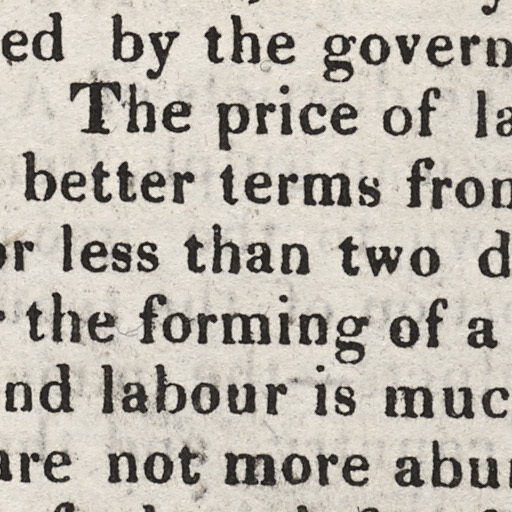 ed by the govern
The price of la
better terms from
or less than two d
r the forming of a
nd labour is muc
are not more abun